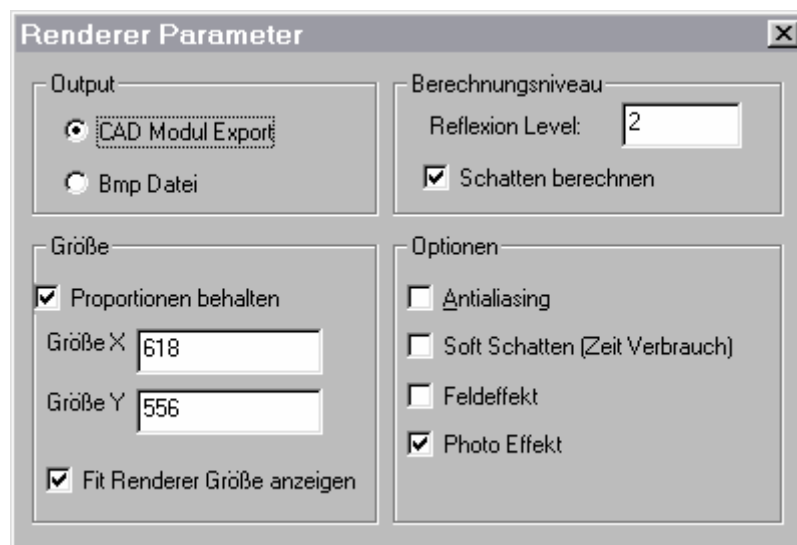 Renderer Parameter
Output
CAD Modul Export
Bmp Datei
Berechnungsniveau
Reflexion Level: 2
Schatten berechnen
Größe
Proportionen behalten
Größe X 618
Größe Y 556
Fit Renderer Größe anzeigen
Optionen
Antialiasing
Soft Schatten (Zeit Verbrauch)
Feldeffekt
Photo Effekt